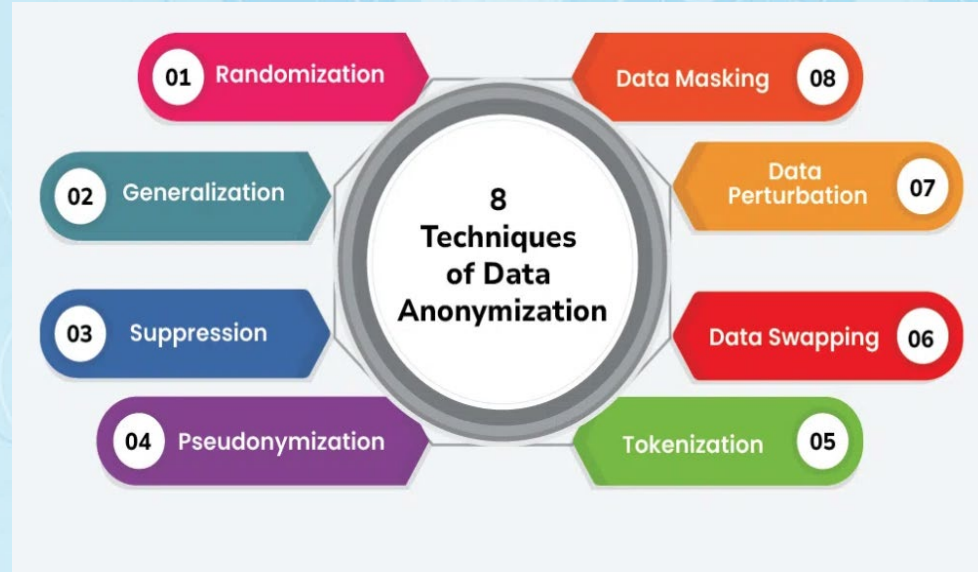 8
Techniques
of Data
Anonymization
01 Randomization
02 Generalization
03 Suppression
04 Pseudonymization
Tokenization 05
Data Swapping 06
Data
Perturbation 07
Data Masking 08